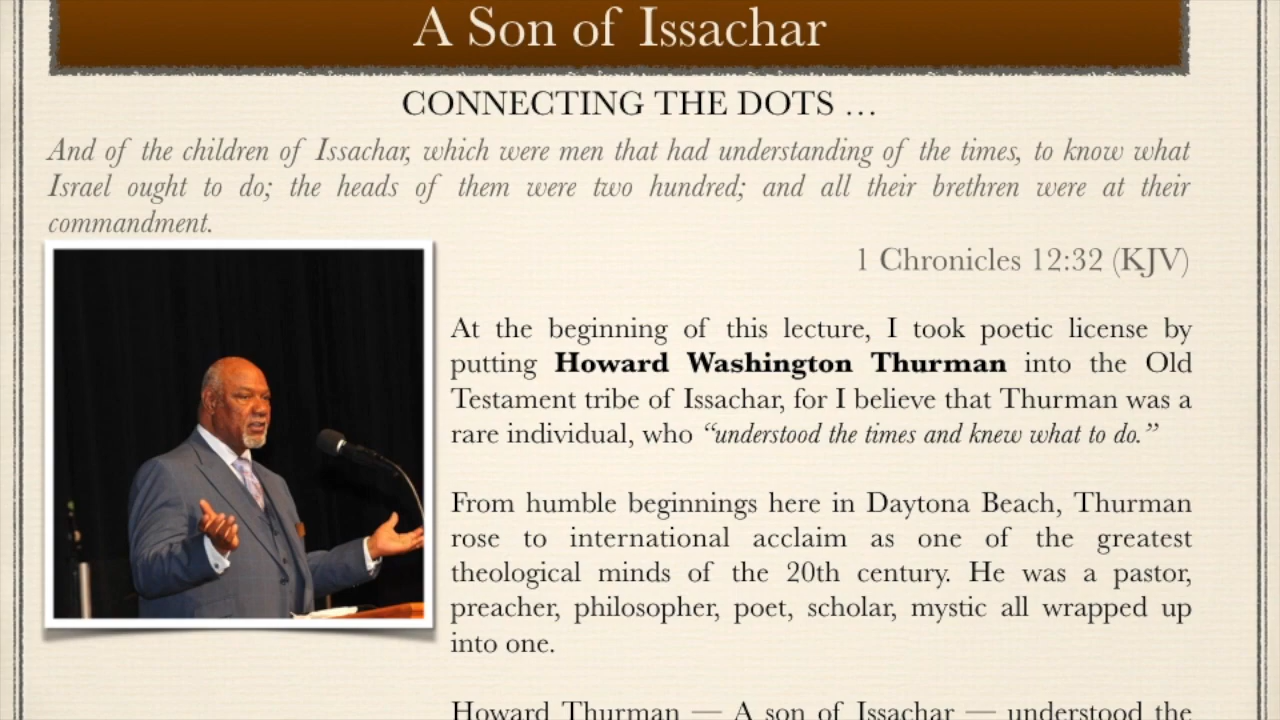 A Son of Issachar
CONNECTING THE DOTS …
And of the children of Issachar, which were men that had understanding of the times, to know what
Israel ought to do; the heads of them were two hundred; and all their brethren were at their
commandment.
1 Chronicles 12:32 (KJV)
At the beginning of this lecture, I took poetic license by
putting Howard Washington Thurman into the Old
Testament tribe of Issachar, for I believe that Thurman was a
rare individual, who “understood the times and knew what to do.”
From humble beginnings here in Daytona Beach, Thurman
rose to international acclaim as one of the greatest
theological minds of the 20th century. He was a pastor,
preacher, philosopher, poet, scholar, mystic all wrapped up
into one.
Howard Thurman — A son of Issachar — understood the